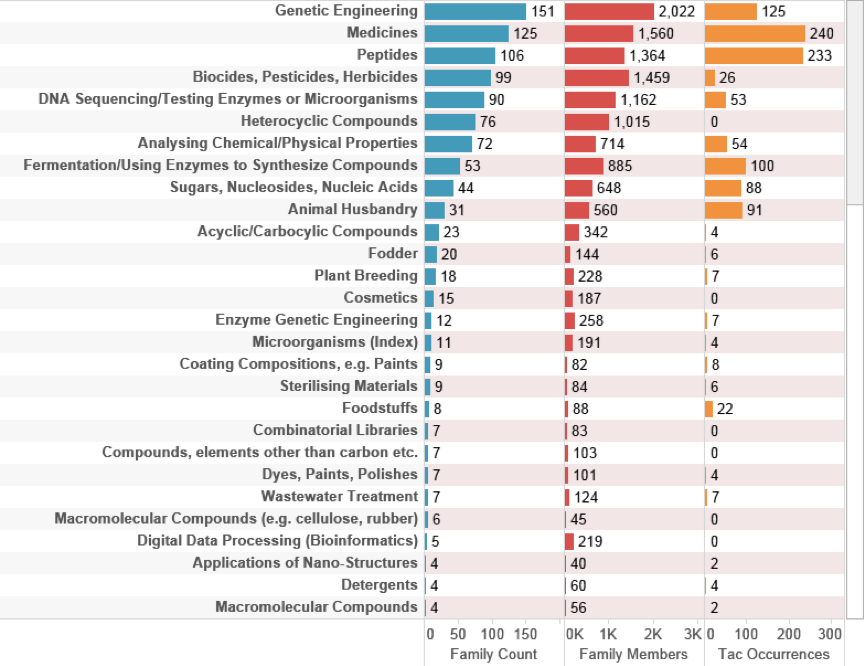 Genetic Engineering 151 2,022 125
Medicines 125 1,560 240
Peptides 106 1,364 233
Biocides, Pesticides, Herbicides 99 1,459 26
DNA Sequencing/Testing Enzymes or Microorganisms 90 1,162 53
Heterocyclic Compounds 76 1,015 0
Analysing Chemical/Physical Properties 72 714 54
Fermentation/Using Enzymes to Synthesize Compounds 53 885 100
Sugars, Nucleosides, Nucleic Acids 44 648 88
Animal Husbandry 31 560 91
Acyclic/Carbocylic Compounds 23 342 4
Fodder 20 144 6
Plant Breeding 18 228 7
Cosmetics 15 187 0
Enzyme Genetic Engineering 12 258 7
Microorganisms (Index) 11 191 4
Coating Compositions, e.g. Paints 9 82 8
Sterilising Materials 9 84 6
Foodstuffs 8 88 22
Combinatorial Libraries 7 83 0
Compounds, elements other than carbon etc. 7 103 0
Dyes, Paints, Polishes 7 101 4
Wastewater Treatment 7 124 7
Macromolecular Compounds (e.g. cellulose, rubber) 6 45 0
Digital Data Processing (Bioinformatics) 5 219 0
Applications of Nano-Structures 4 40 2
Detergents 4 60 4
Macromolecular Compounds 4 56 2
0 50 100 150 0K 1K 2K 3K 0 100 200 300
Family Count Family Members Tac Occurrences